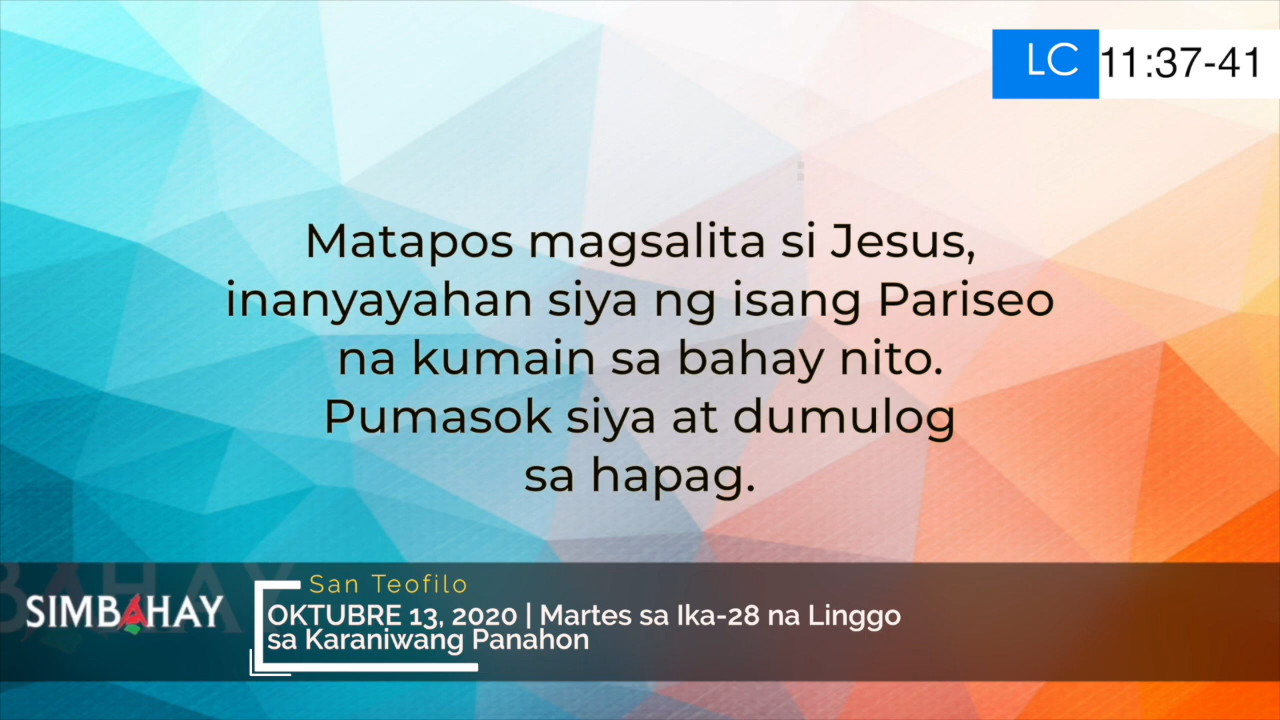 LC 11:37-41
Matapos magsalita si Jesus,
inanyayahan siya ng isang Pariseo
na kumain sa bahay nito.
Pumasok siya at dumulog
sa hapag.
San Teofilo
SIMBAHAY
OKTUBRE 13, 2020 | Martes sa Ika-28 na Linggo
sa Karaniwang Panahon